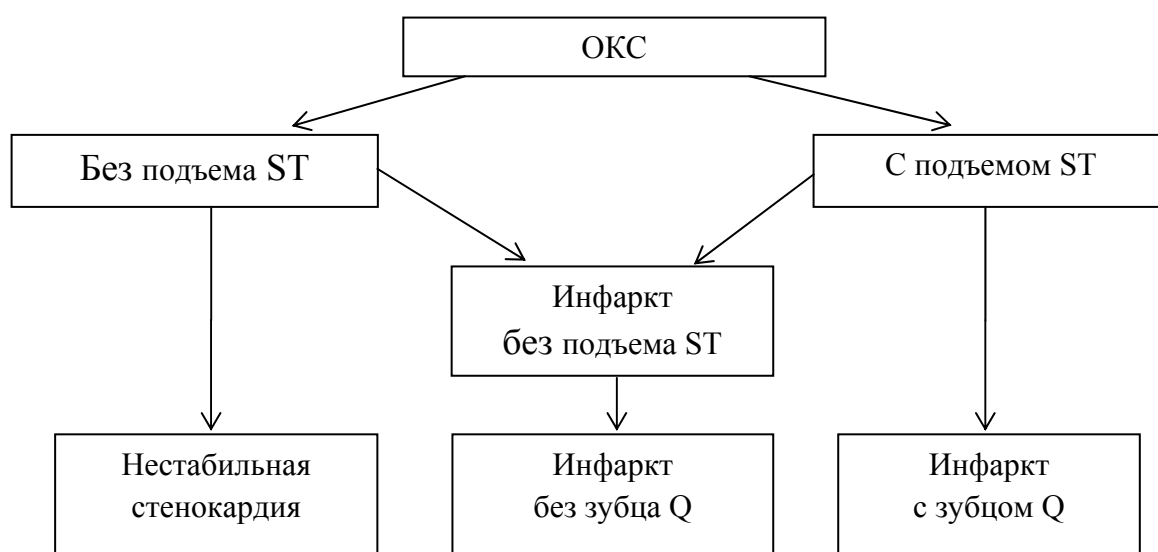 ОКС
Без подъема ST
С подъемом ST
Инфаркт
без подъема ST
Нестабильная
стенокардия
Инфаркт
без зубца Q
Инфаркт
с зубцом Q